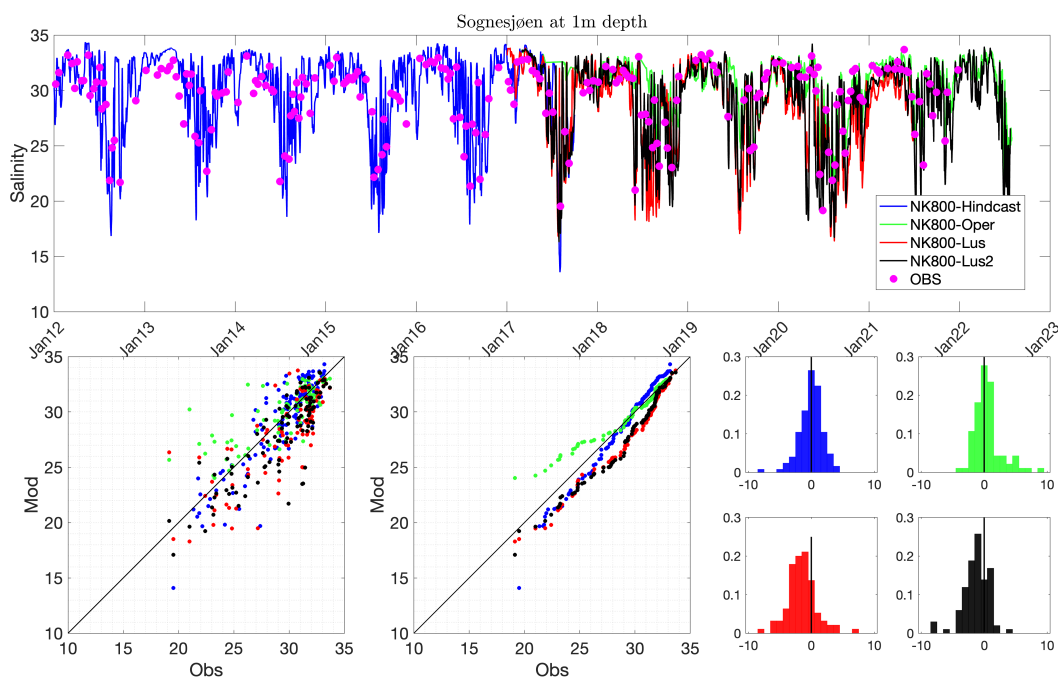 Sognesjøen at 1m depth
35
30
25
20
15
10
Salinity
Jan12
Jan13
Jan14
Jan15
Jan16
Jan17
Jan18
Jan19
Jan20
Jan21
Jan22
Jan23
NK800-Hindcast
NK800-Oper
NK800-Lus
NK800-Lus2
OBS
35
30
25
20
15
10
Mod
10 15 20 25 30 35
Obs
35
30
25
20
15
10
Mod
10 15 20 25 30 35
Obs
0.3
0.2
0.1
0
-10 0 10
0.3
0.2
0.1
0
-10 0 10
0.3
0.2
0.1
0
-10 0 10
0.3
0.2
0.1
0
-10 0 10